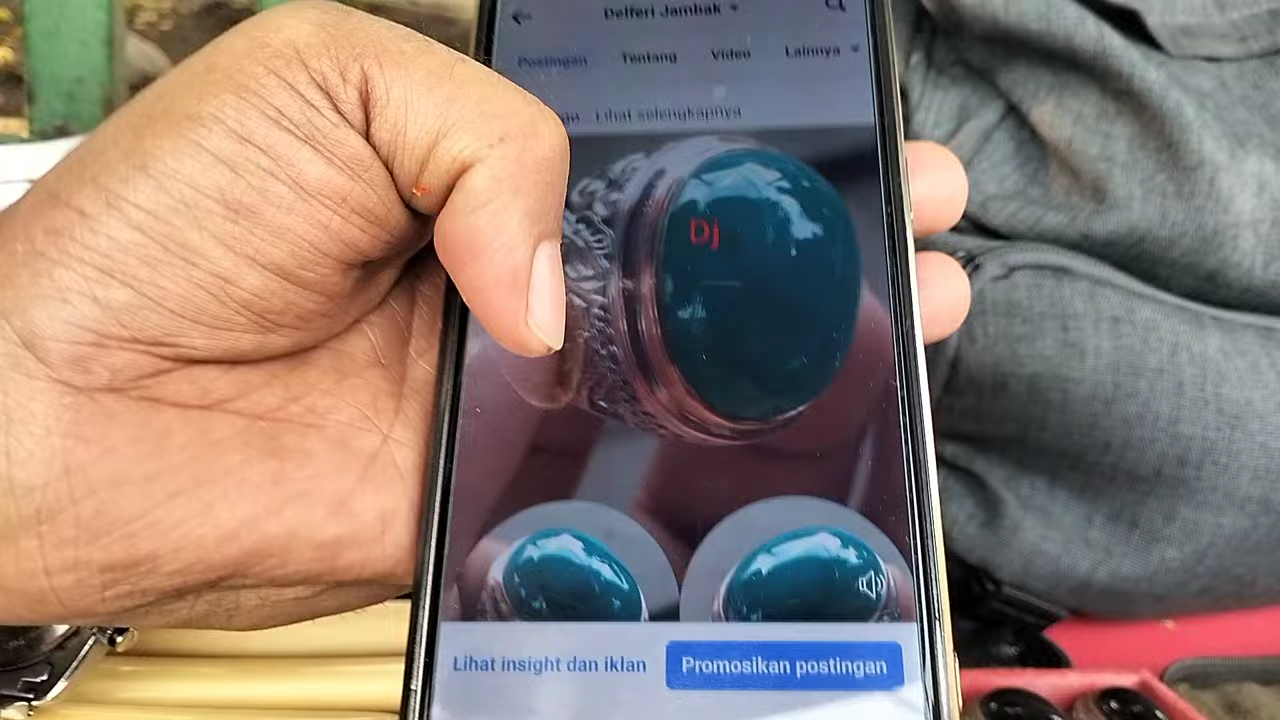 Delferi Jambak
Postingan Tentang Video Lainnya
Lihat selengkapnya
Dj
Lihat insight dan iklan Promosikan postingan